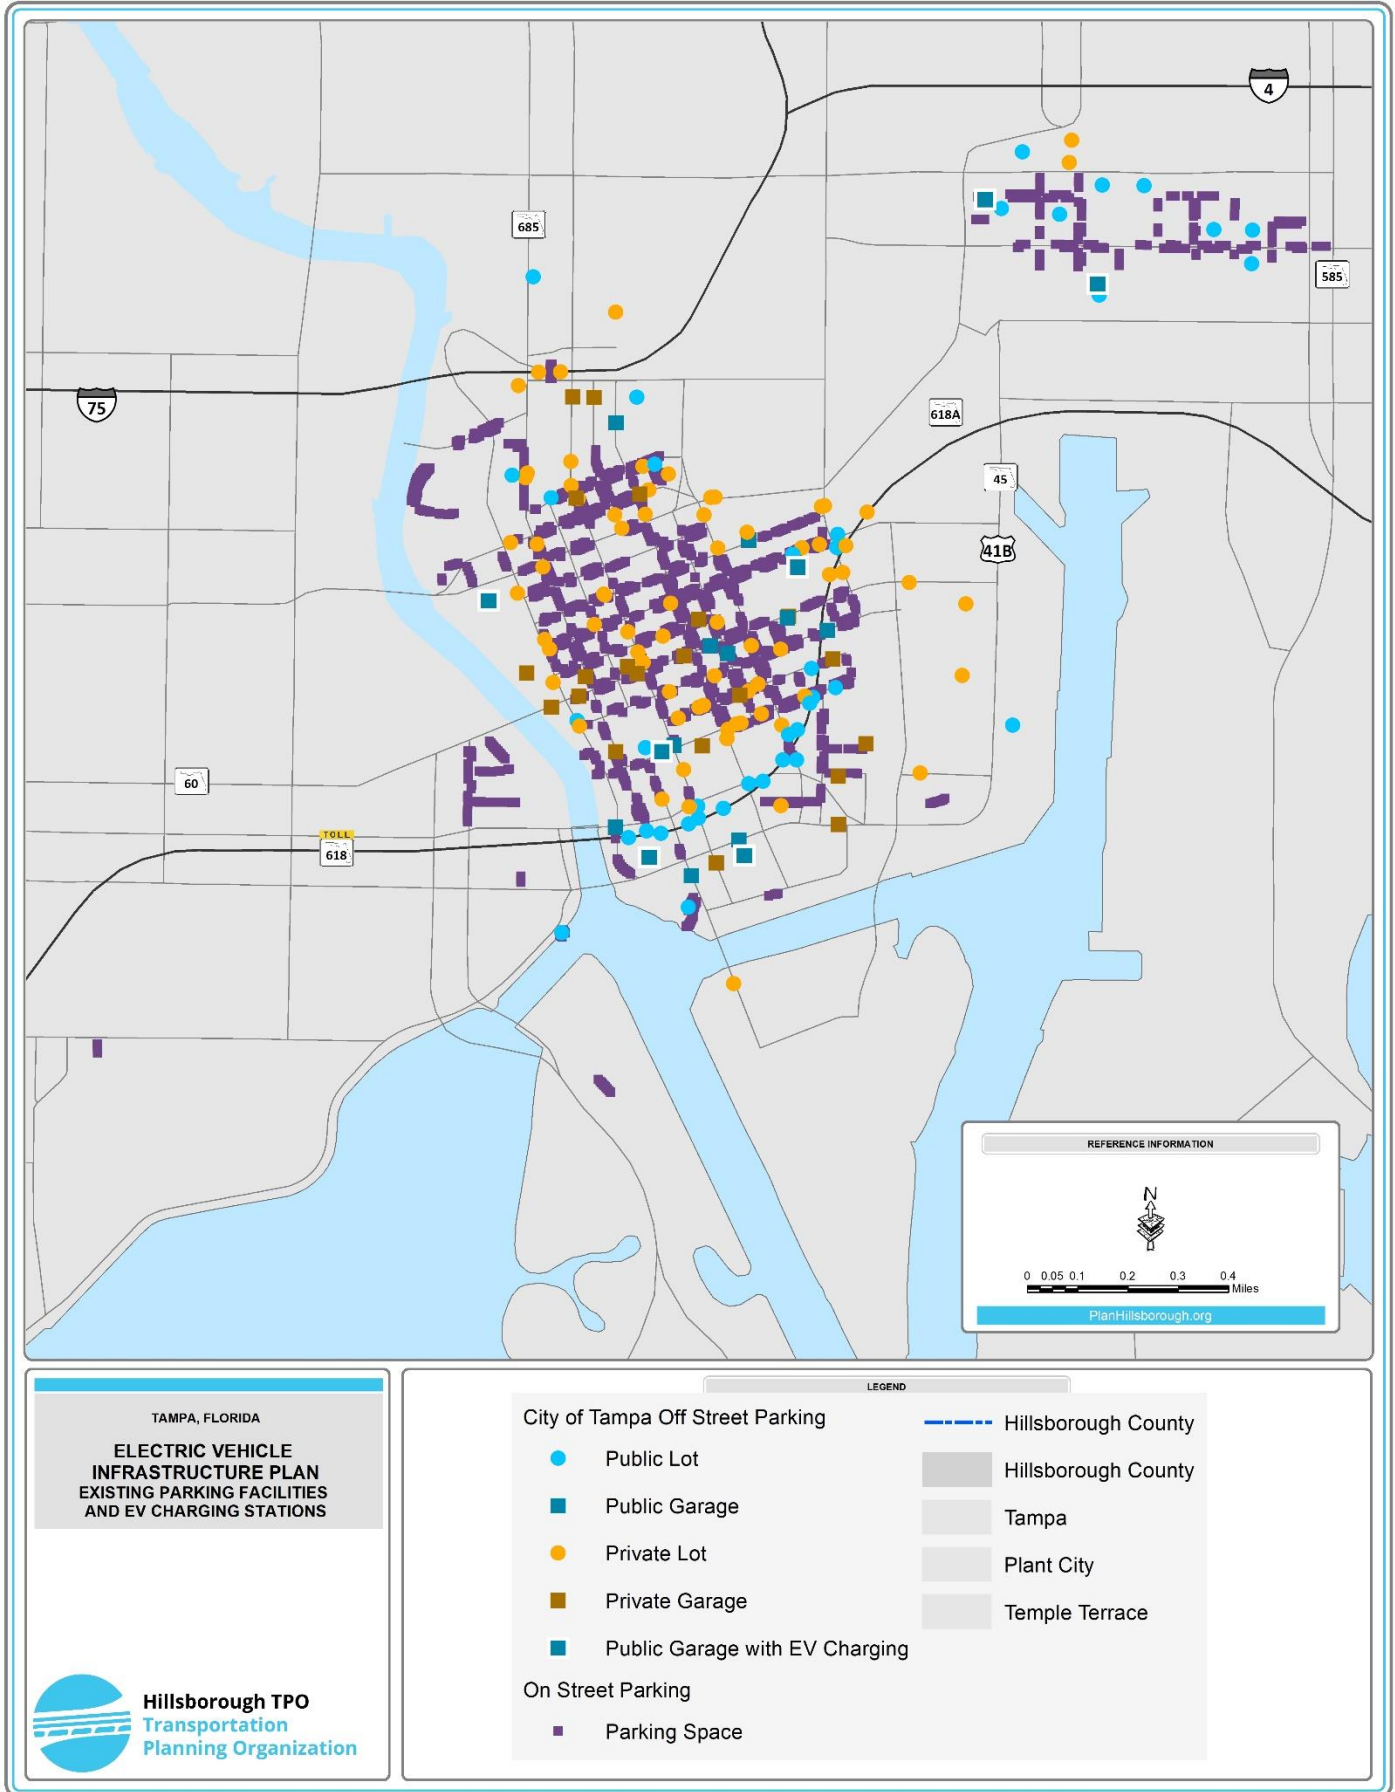 4
685
585
75
618A
45
41B
60
TOLL
618
REFERENCE INFORMATION
N
0 0.05 0.1 0.2 0.3 0.4
Miles
PlanHillsborough.org
TAMPA, FLORIDA
ELECTRIC VEHICLE
INFRASTRUCTURE PLAN
EXISTING PARKING FACILITIES
AND EV CHARGING STATIONS
Hillsborough TPO
Transportation
Planning Organization
LEGEND
City of Tampa Off Street Parking
Public Lot
Public Garage
Private Lot
Private Garage
Public Garage with EV Charging
On Street Parking
Parking Space
Hillsborough County
Hillsborough County
Tampa
Plant City
Temple Terrace